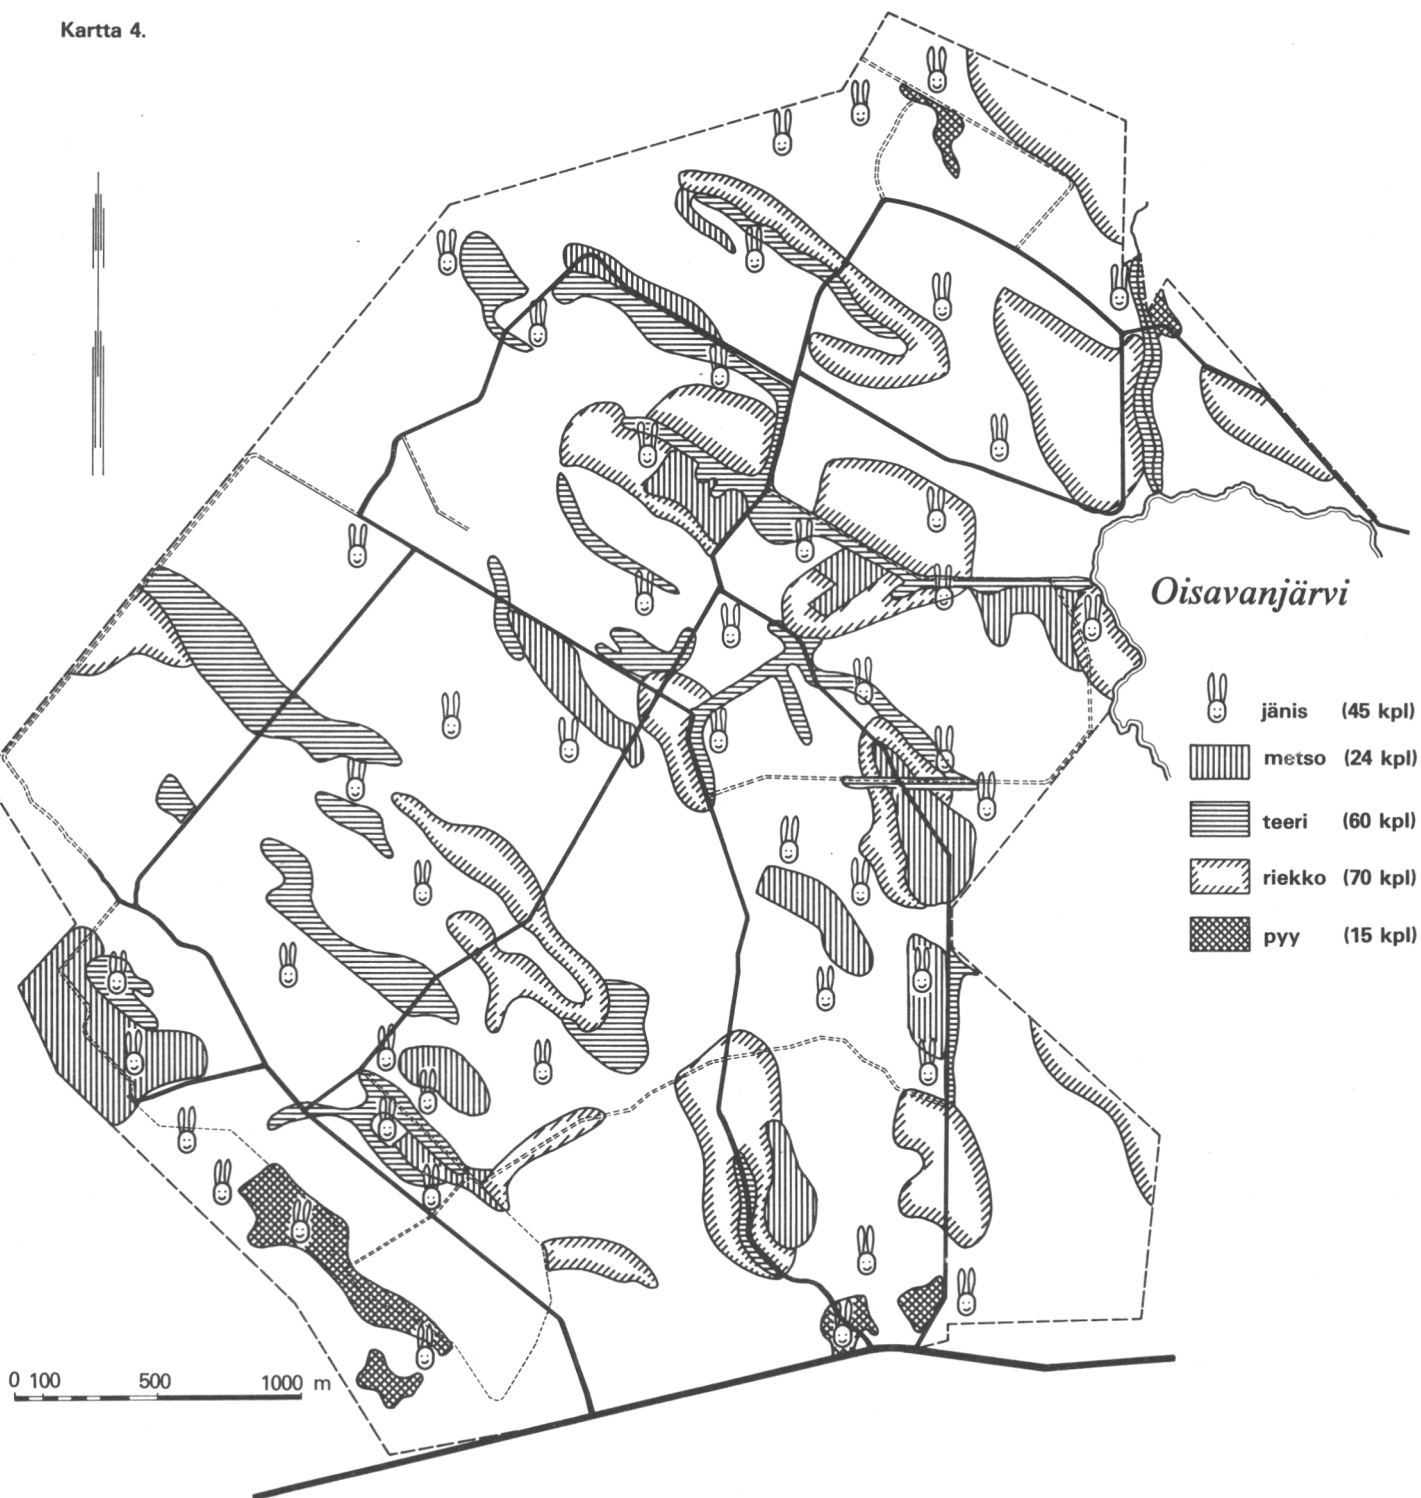 Kartta 4.
Oisavanjärvi
jänis (45 kpl)
metso (24 kpl)
teeri (60 kpl)
riekko (70 kpl)
pyy (15 kpl)
0 100 500 1000 m